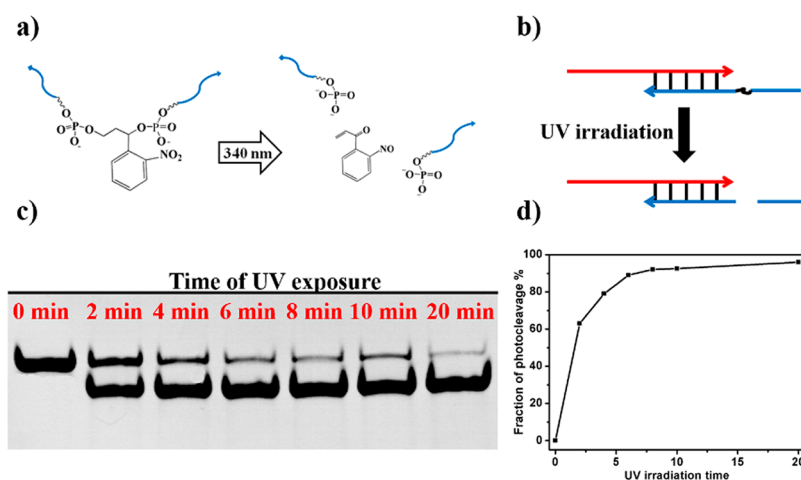 a)
b)
O
O
O
O
O=P-O
O-P=O
O⁻
O⁻
NO₂
340 nm
O
O-P=O
⁻O
O⁻
O
NO
O
⁻O-P=O
O⁻
UV irradiation
c)
d)
Time of UV exposure
0 min 2 min 4 min 6 min 8 min 10 min 20 min
Fraction of photocleavage %
100
80
60
40
20
0
0 5 10 15 20
UV irradiation time